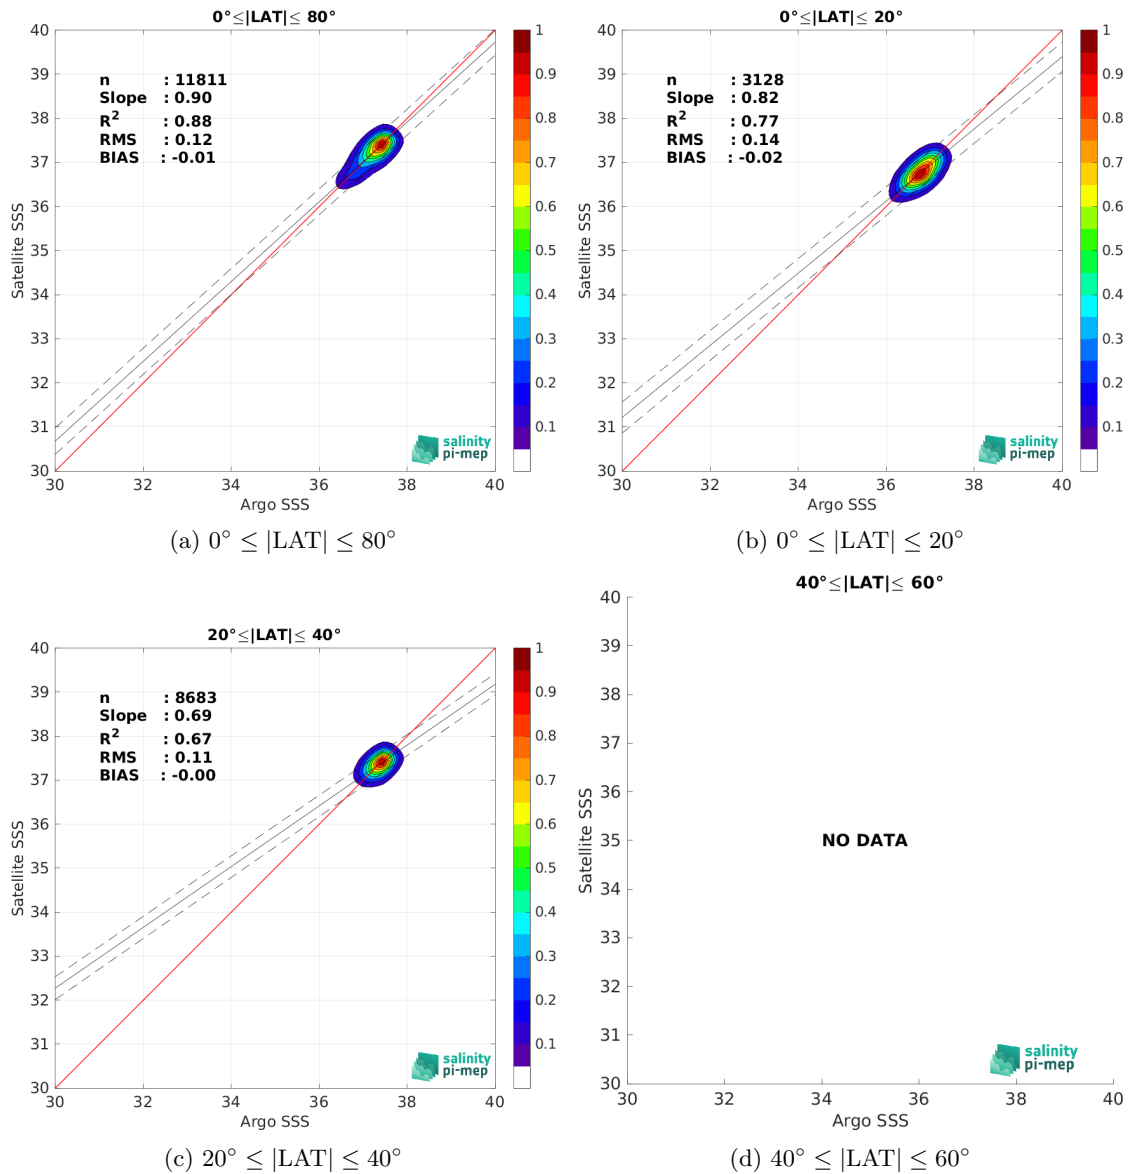 0°≤|LAT|≤ 80°
40
39
38
37
36
35
34
33
32
31
30
Satellite SSS
n : 11811
Slope : 0.90
R² : 0.88
RMS : 0.12
BIAS : -0.01
salinity
pi-mep
30 32 34 36 38 40
Argo SSS
1
0.9
0.8
0.7
0.6
0.5
0.4
0.3
0.2
0.1
(a) 0° ≤ |LAT| ≤ 80°
0°≤|LAT|≤ 20°
40
39
38
37
36
35
34
33
32
31
30
Satellite SSS
n : 3128
Slope : 0.82
R² : 0.77
RMS : 0.14
BIAS : -0.02
salinity
pi-mep
30 32 34 36 38 40
Argo SSS
1
0.9
0.8
0.7
0.6
0.5
0.4
0.3
0.2
0.1
(b) 0° ≤ |LAT| ≤ 20°
20°≤|LAT|≤ 40°
40
39
38
37
36
35
34
33
32
31
30
Satellite SSS
n : 8683
Slope : 0.69
R² : 0.67
RMS : 0.11
BIAS : -0.00
salinity
pi-mep
30 32 34 36 38 40
Argo SSS
1
0.9
0.8
0.7
0.6
0.5
0.4
0.3
0.2
0.1
(c) 20° ≤ |LAT| ≤ 40°
40°≤|LAT|≤ 60°
40
39
38
37
36
35
34
33
32
31
30
Satellite SSS
NO DATA
salinity
pi-mep
30 32 34 36 38 40
Argo SSS
(d) 40° ≤ |LAT| ≤ 60°